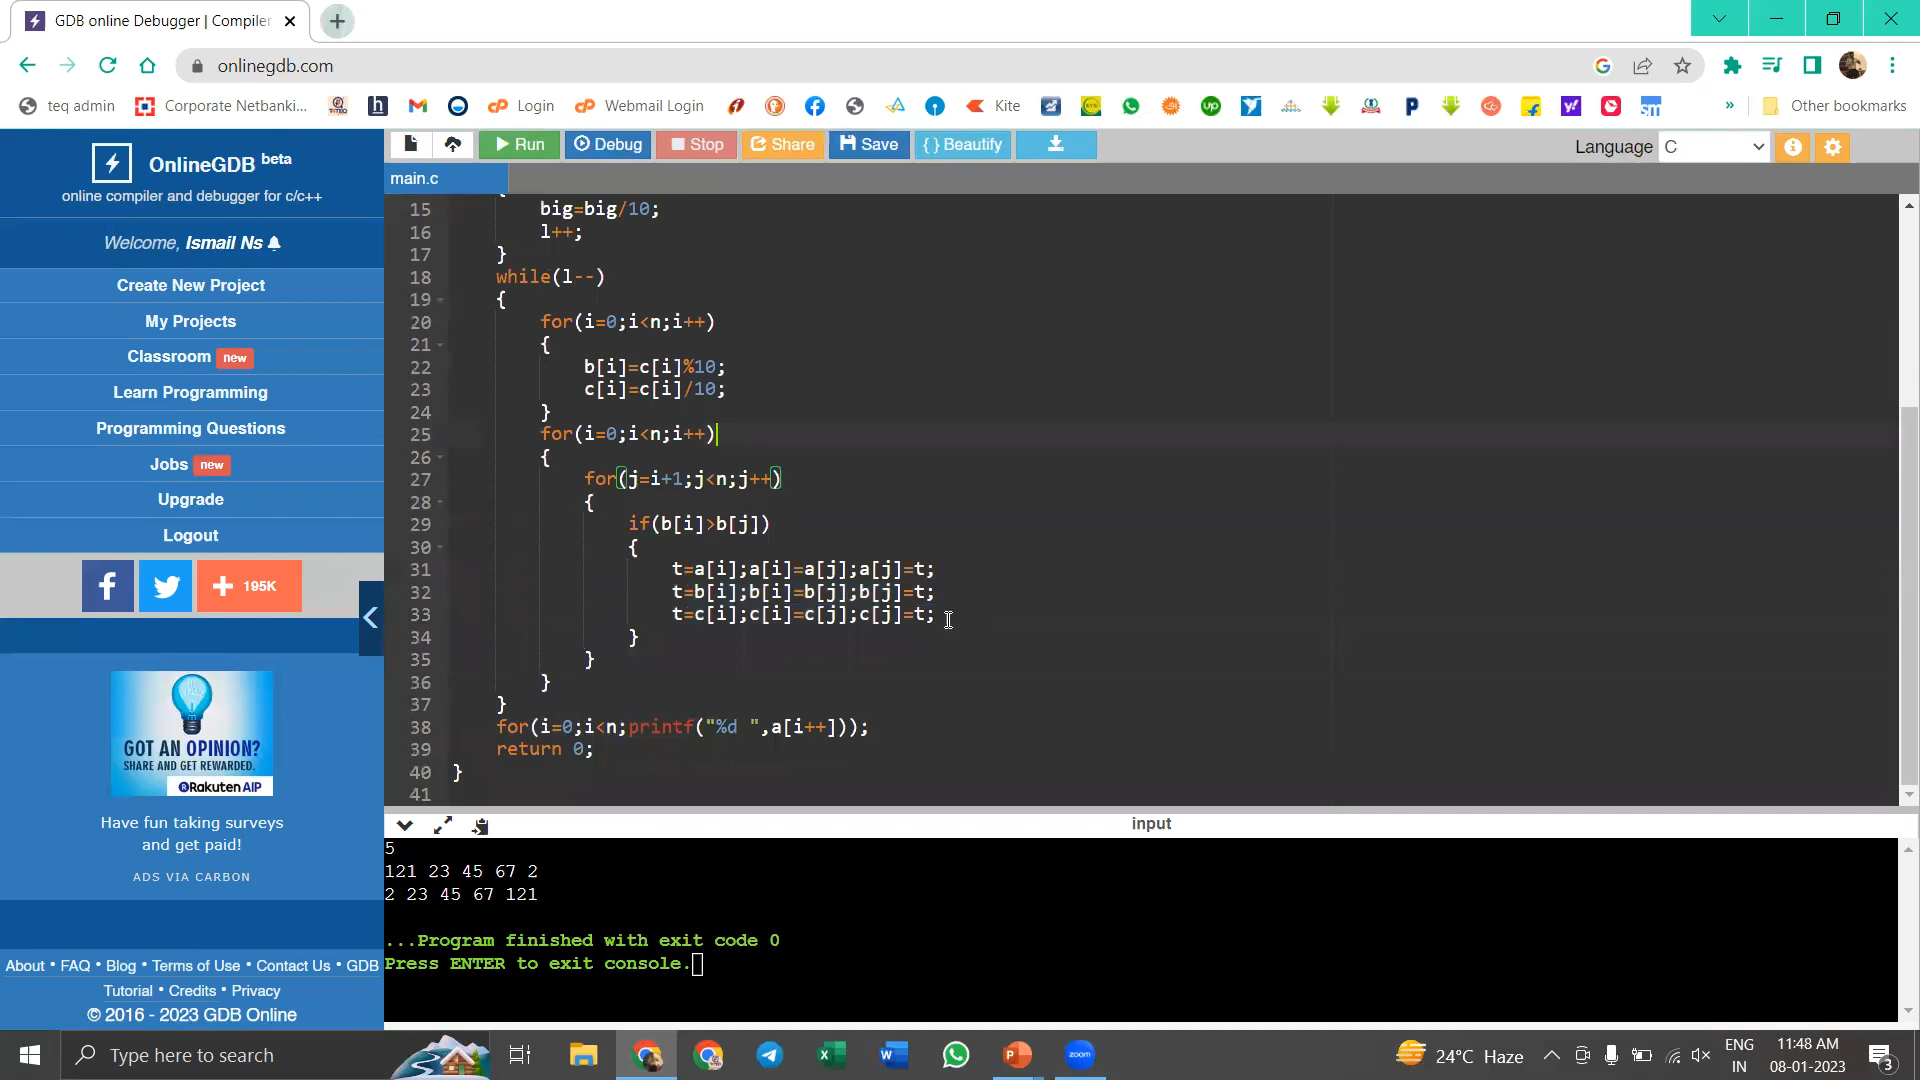 GDB online Debugger | Compiler
onlinegdb.com
teq admin
Corporate Netbanki...
Login
Webmail Login
Kite
Other bookmarks
OnlineGDB beta
online compiler and debugger for c/c++
Welcome, Ismail Ns
Create New Project
My Projects
Classroom new
Learn Programming
Programming Questions
Jobs new
Upgrade
Logout
195K
GOT AN OPINION?
SHARE AND GET REWARDED.
Rakuten AIP
Have fun taking surveys
and get paid!
ADS VIA CARBON
About • FAQ • Blog • Terms of Use • Contact Us • GDB
Tutorial • Credits • Privacy
© 2016 - 2023 GDB Online
Run
Debug
Stop
Share
Save
{ } Beautify
Language C
main.c
15 big=big/10;
16 l++;
17 }
18 while(l--)
19 {
20 for(i=0;i<n;i++)
21 {
22 b[i]=c[i]%10;
23 c[i]=c[i]/10;
24 }
25 for(i=0;i<n;i++)
26 {
27 for(j=i+1;j<n;j++)
28 {
29 if(b[i]>b[j])
30 {
31 t=a[i];a[i]=a[j];a[j]=t;
32 t=b[i];b[i]=b[j];b[j]=t;
33 t=c[i];c[i]=c[j];c[j]=t;
34 }
35 }
36 }
37 }
38 for(i=0;i<n;printf("%d ",a[i++]));
39 return 0;
40 }
41
input
5
121 23 45 67 2
2 23 45 67 121
...Program finished with exit code 0
Press ENTER to exit console.
Type here to search
24°C Haze
ENG
IN
11:48 AM
08-01-2023
3